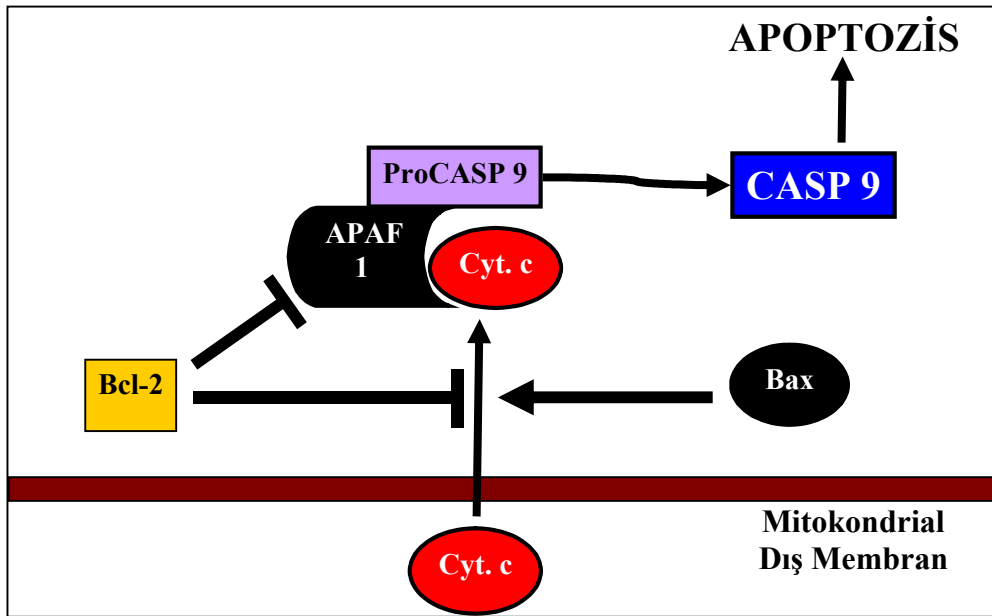 APOPTOZİS
ProCASP 9
CASP 9
APAF
1
Cyt. c
Bcl-2
Bax
Mitokondrial
Dış Membran
Cyt. c